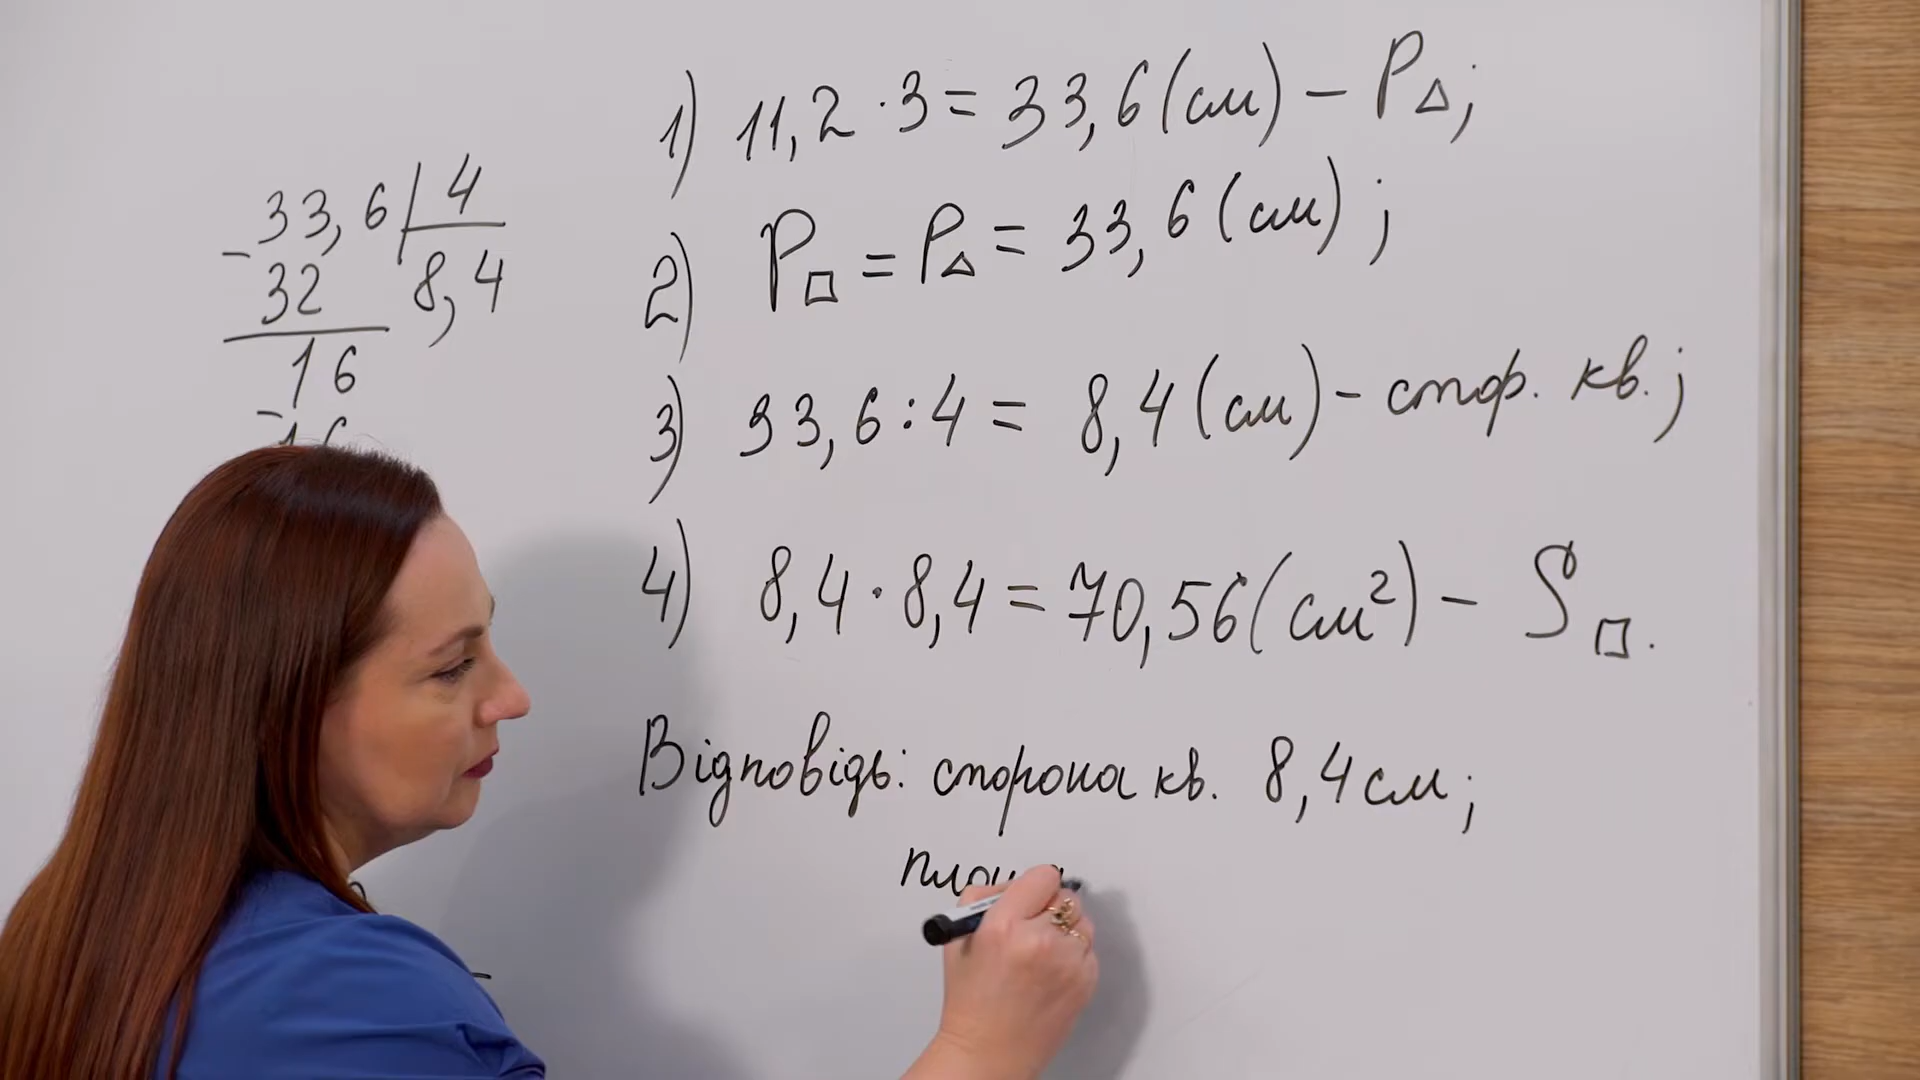 33,6 | 4
- 32 8,4
16
- 16
1) 11,2 · 3 = 33,6 (см) – P△;
2) P□ = P△ = 33,6 (см);
3) 33,6 : 4 = 8,4 (см) – стор. кв.;
4) 8,4 · 8,4 = 70,56 (см²) – S□.
Відповідь: сторона кв. 8,4 см;